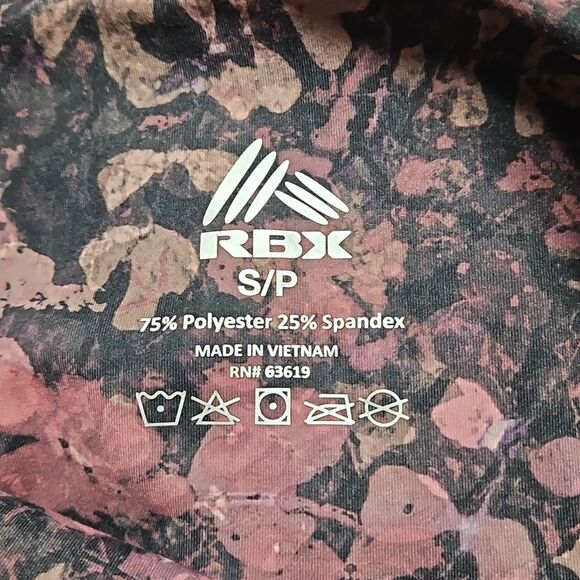 RBX
S/P
75% Polyester 25% Spandex
MADE IN VIETNAM
RN# 63619